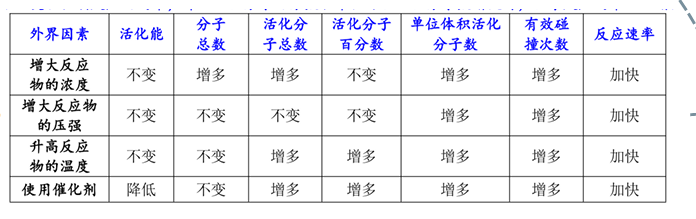 外界因素 活化能 分子总数 活化分子总数 活化分子百分数 单位体积活化分子数 有效碰撞次数 反应速率
增大反应物的浓度 不变 增多 增多 不变 增多 增多 加快
增大反应物的压强 不变 不变 不变 不变 增多 增多 加快
升高反应物的温度 不变 不变 增多 增多 增多 增多 加快
使用催化剂 降低 不变 增多 增多 增多 增多 加快